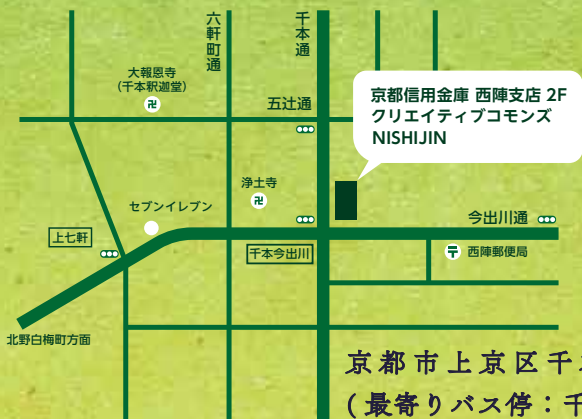 六軒町通
千本通
大報恩寺
(千本釈迦堂)
五辻通
京都信用金庫 西陣支店 2F
クリエイティブコモンズ
NISHIJIN
浄土寺
セブンイレブン
今出川通
上七軒
千本今出川
西陣郵便局
北野白梅町方面
京都市上京区千
(最寄りバス停：千